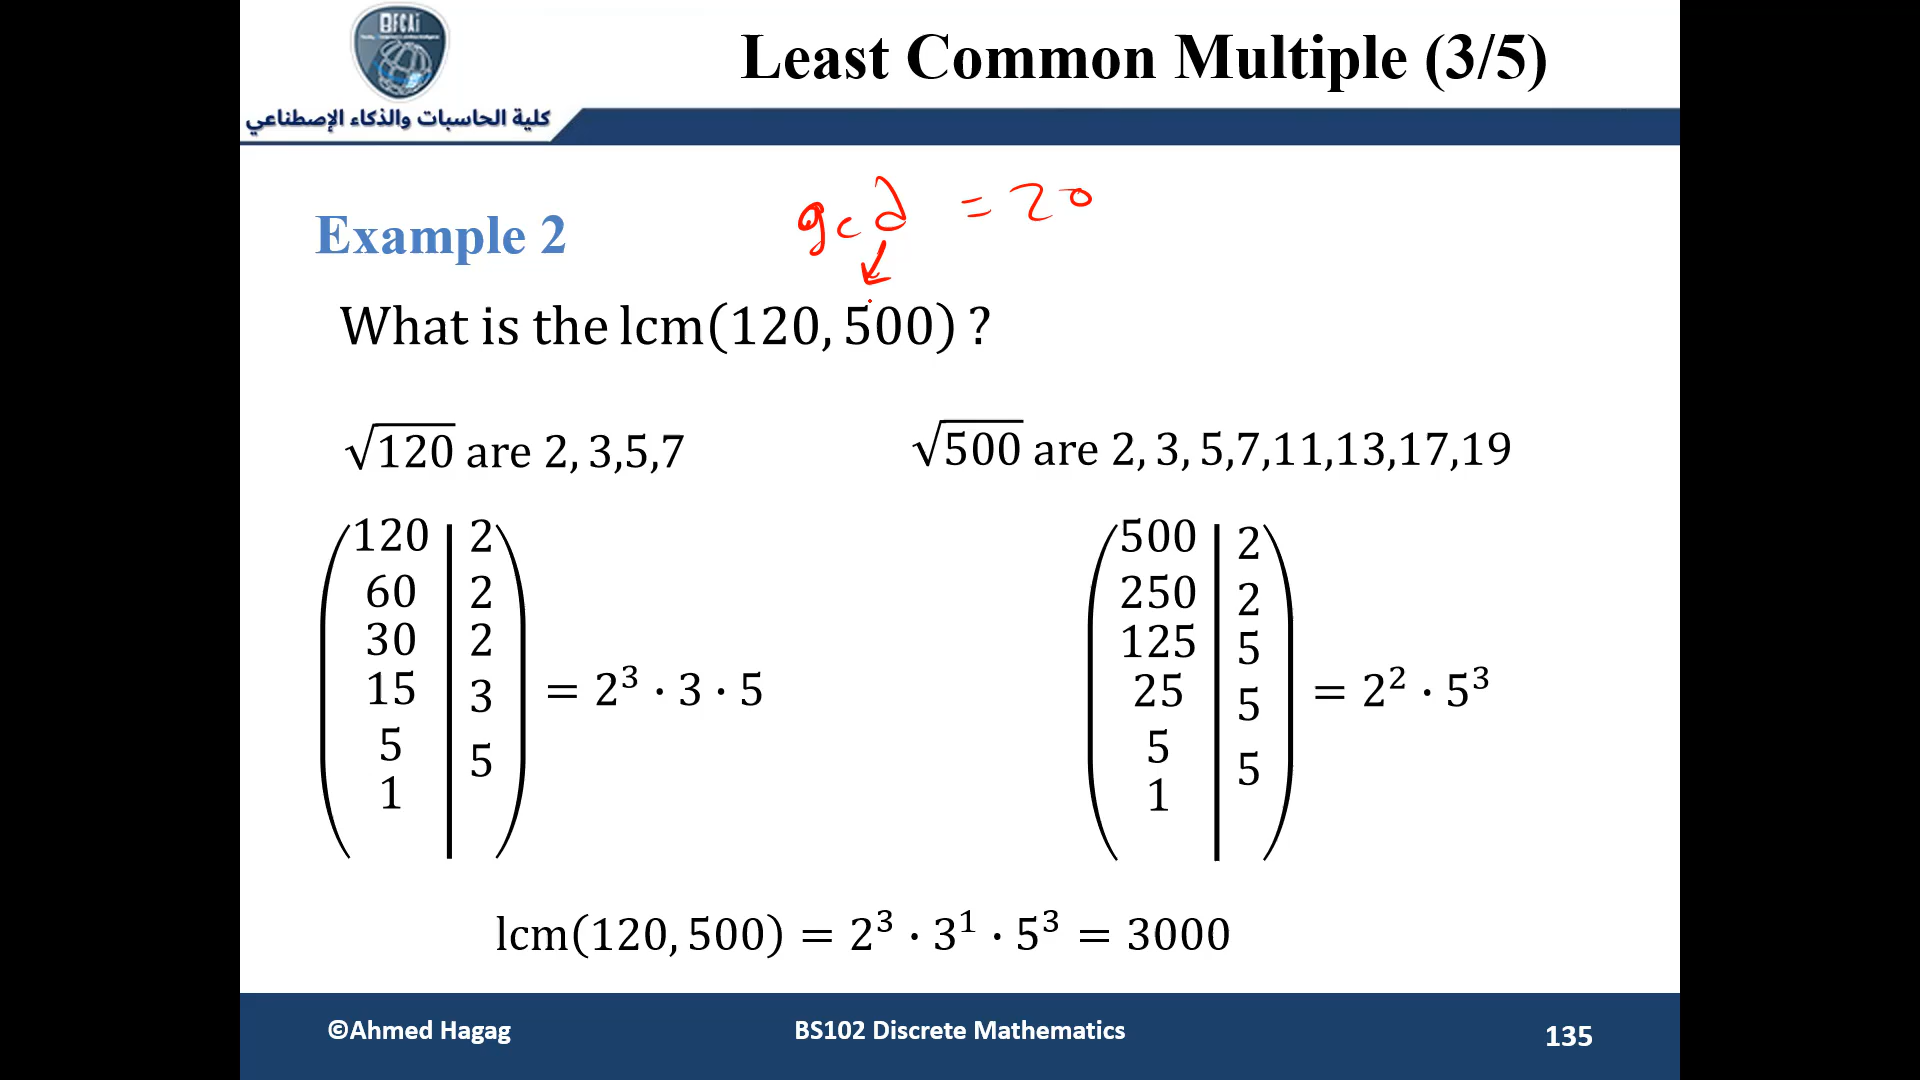 BFCAi
Least Common Multiple (3/5)
كلية الحاسبات والذكاء الإصطناعي
gcd = 20
Example 2
What is the lcm(120, 500) ?
√120 are 2, 3,5,7
√500 are 2, 3, 5,7,11,13,17,19
120 | 2
60 | 2
30 | 2
15 | 3
5 | 5
1
= 2³ · 3 · 5
500 | 2
250 | 2
125 | 5
25 | 5
5 | 5
1
= 2² · 5³
lcm(120, 500) = 2³ · 3¹ · 5³ = 3000
©Ahmed Hagag
BS102 Discrete Mathematics
135